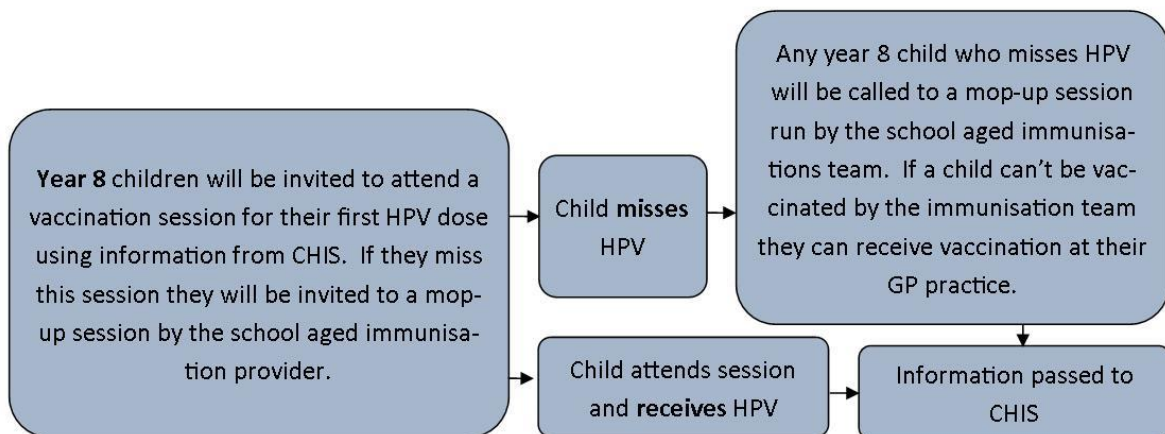 Year 8 children will be invited to attend a
vaccination session for their first HPV dose
using information from CHIS.  If they miss
this session they will be invited to a mop-
up session by the school aged immunisa-
tion provider.
Child misses
HPV
Any year 8 child who misses HPV
will be called to a mop-up session
run by the school aged immunisa-
tions team.  If a child can’t be vac-
cinated by the immunisation team
they can receive vaccination at their
GP practice.
Child attends session
and receives HPV
Information passed to
CHIS